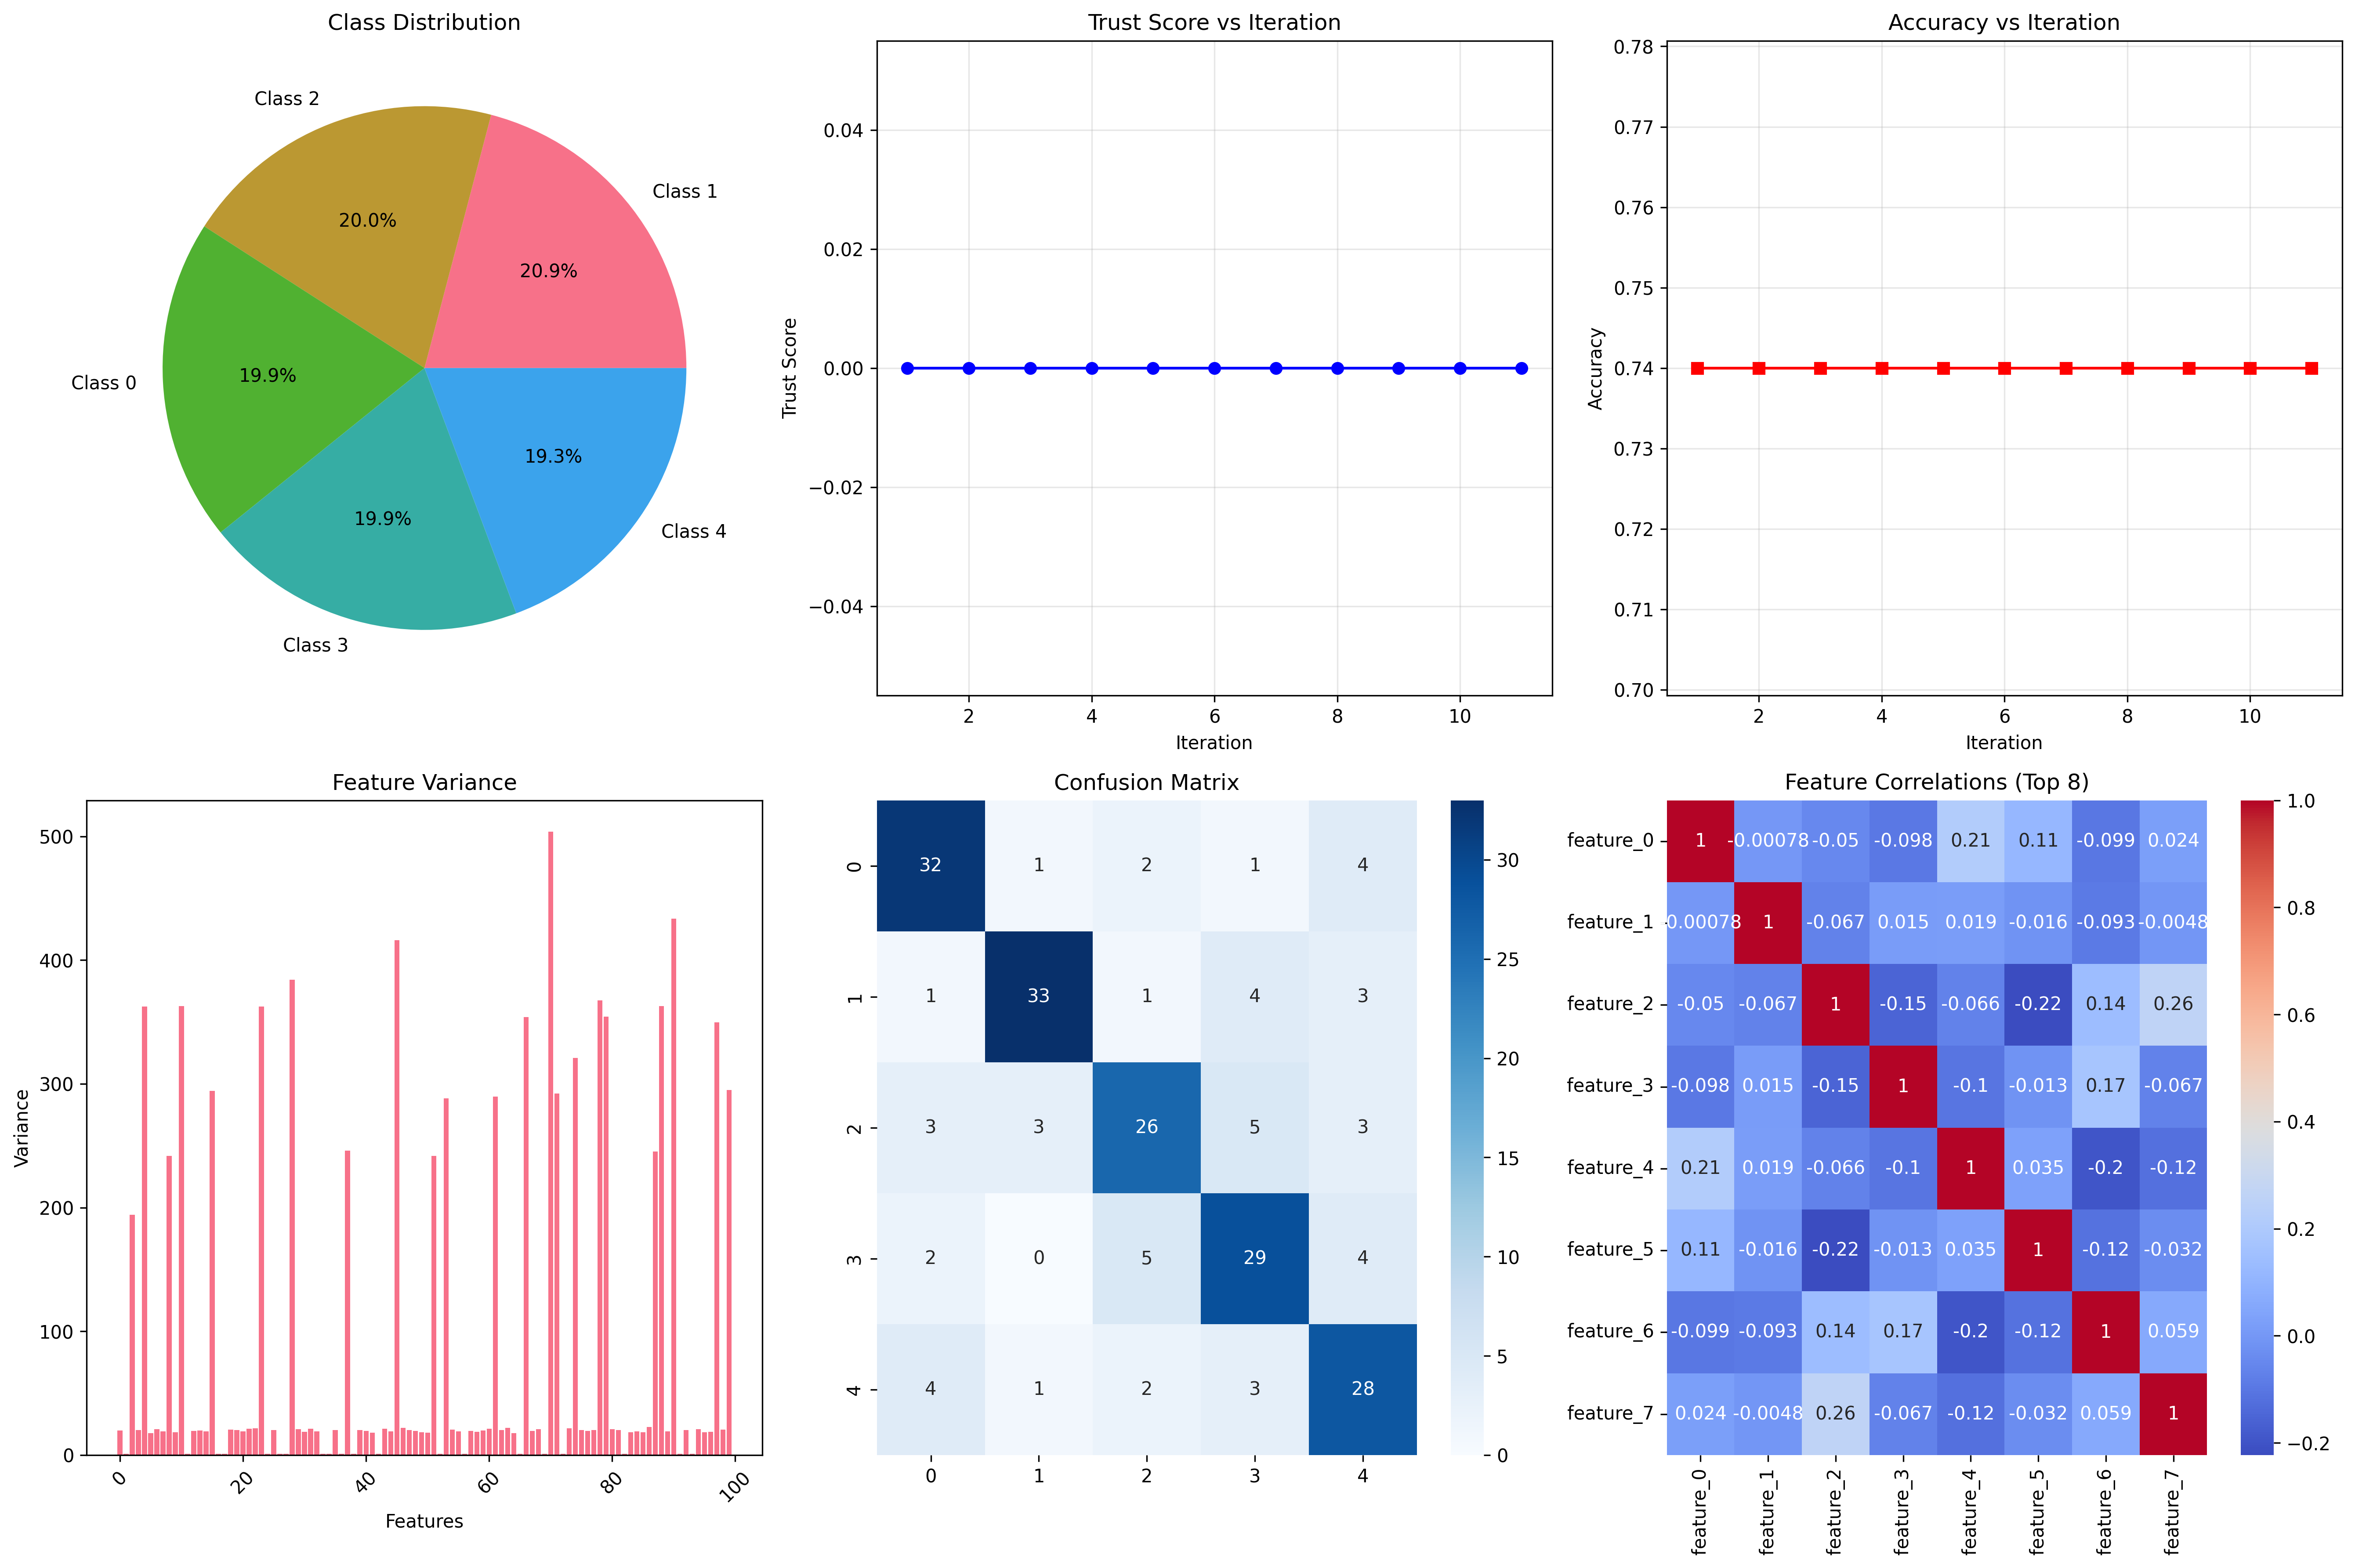 Class Distribution
Class 2
Class 1
20.0%
20.9%
Class 0
19.9%
19.3%
19.9%
Class 4
Class 3
Trust Score vs Iteration
Trust Score
0.04
0.02
0.00
−0.02
−0.04
2 4 6 8 10
Iteration
Accuracy vs Iteration
Accuracy
0.78
0.77
0.76
0.75
0.74
0.73
0.72
0.71
0.70
2 4 6 8 10
Iteration
Feature Variance
Variance
500
400
300
200
100
0
0 20 40 60 80 100
Features
Confusion Matrix
0 32 1 2 1 4
1 1 33 1 4 3
2 3 3 26 5 3
3 2 0 5 29 4
4 4 1 2 3 28
0 1 2 3 4
30
25
20
15
10
5
0
Feature Correlations (Top 8)
feature_0 1 -0.00078 -0.05 -0.098 0.21 0.11 -0.099 0.024
feature_1 -0.00078 1 -0.067 0.015 0.019 -0.016 -0.093 -0.0048
feature_2 -0.05 -0.067 1 -0.15 -0.066 -0.22 0.14 0.26
feature_3 -0.098 0.015 -0.15 1 -0.1 -0.013 0.17 -0.067
feature_4 0.21 0.019 -0.066 -0.1 1 0.035 -0.2 -0.12
feature_5 0.11 -0.016 -0.22 -0.013 0.035 1 -0.12 -0.032
feature_6 -0.099 -0.093 0.14 0.17 -0.2 -0.12 1 0.059
feature_7 0.024 -0.0048 0.26 -0.067 -0.12 -0.032 0.059 1
feature_0 feature_1 feature_2 feature_3 feature_4 feature_5 feature_6 feature_7
1.0
0.8
0.6
0.4
0.2
0.0
−0.2